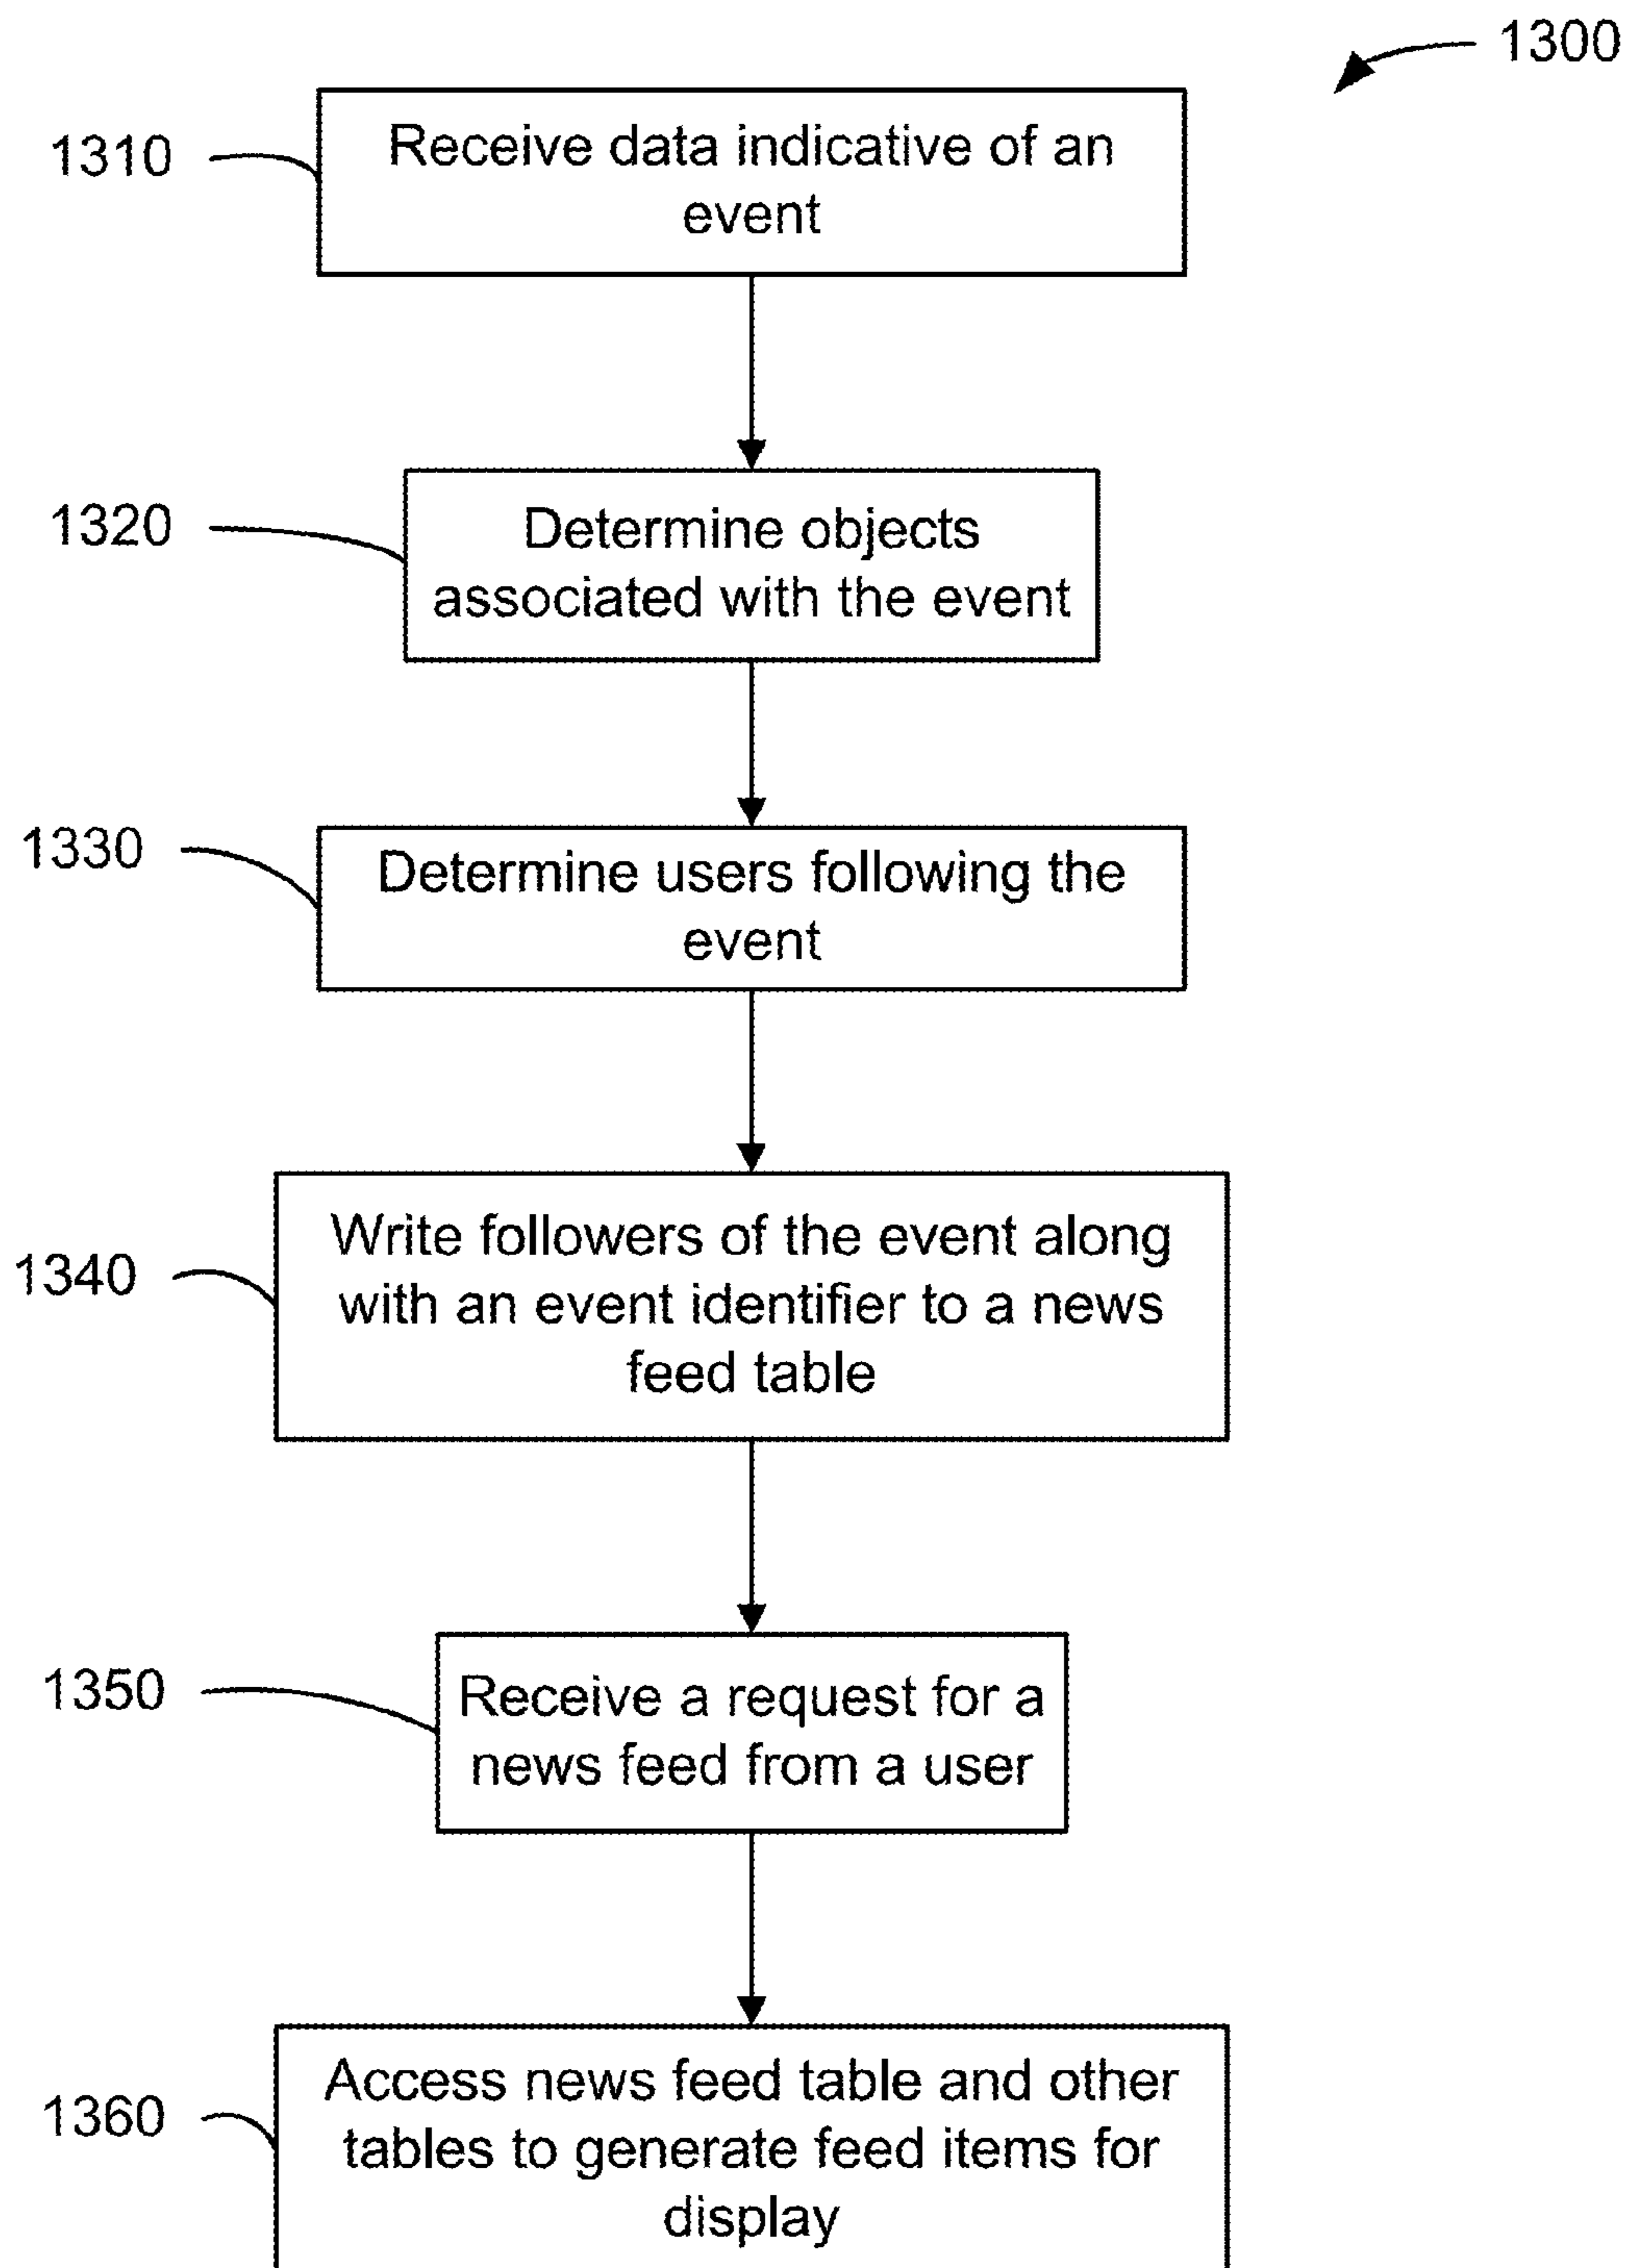 1300
1310
Receive data indicative of an
event
1320
Determine objects
associated with the event
1330
Determine users following the
event
1340
Write followers of the event along
with an event identifier to a news
feed table
1350
Receive a request for a
news feed from a user
1360
Access news feed table and other
tables to generate feed items for
display